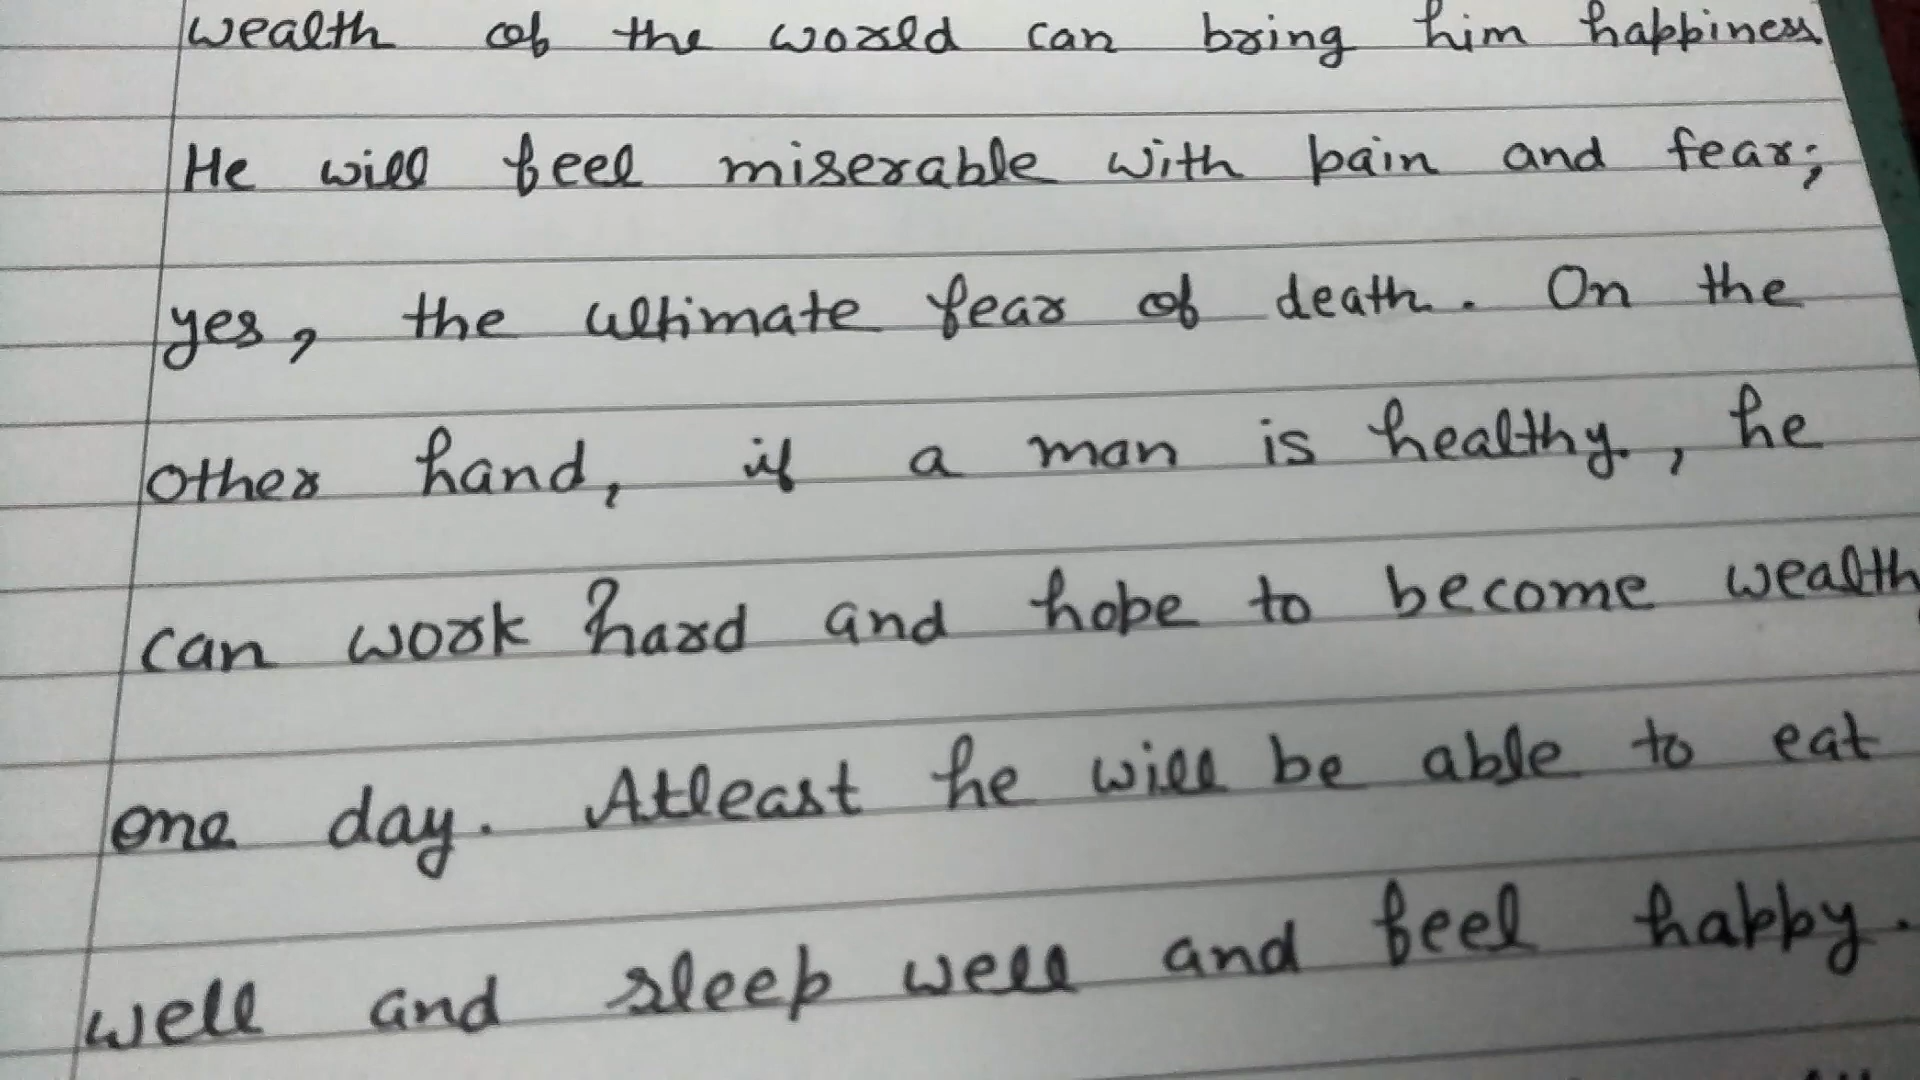 wealth of the world can bring him happiness
He will feel miserable with pain and fear;
yes, the ultimate fear of death. On the
other hand, if a man is healthy, he
can work hard and hope to become wealth
one day. Atleast he will be able to eat
well and sleep well and feel happy.